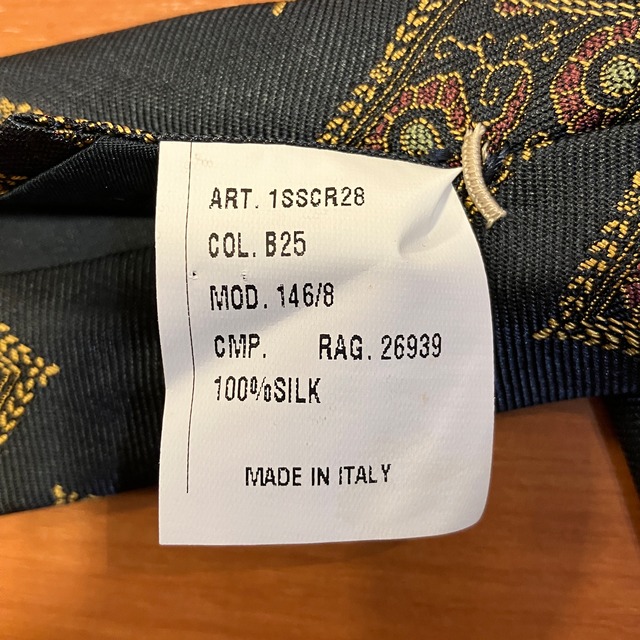 ART. 1SSCR28
COL. B25
MOD. 146/8
CMP. RAG. 26939
100%SILK
MADE IN ITALY